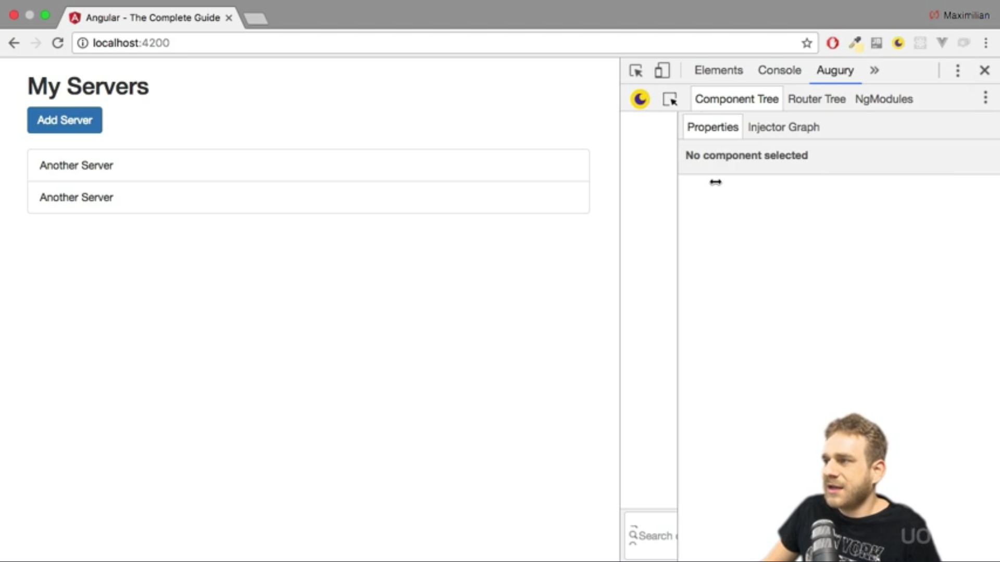 Angular - The Complete Guide
Maximilian
localhost:4200
My Servers
Add Server
Another Server
Another Server
Elements Console Augury
Component Tree Router Tree NgModules
Properties Injector Graph
No component selected
Search
YORK